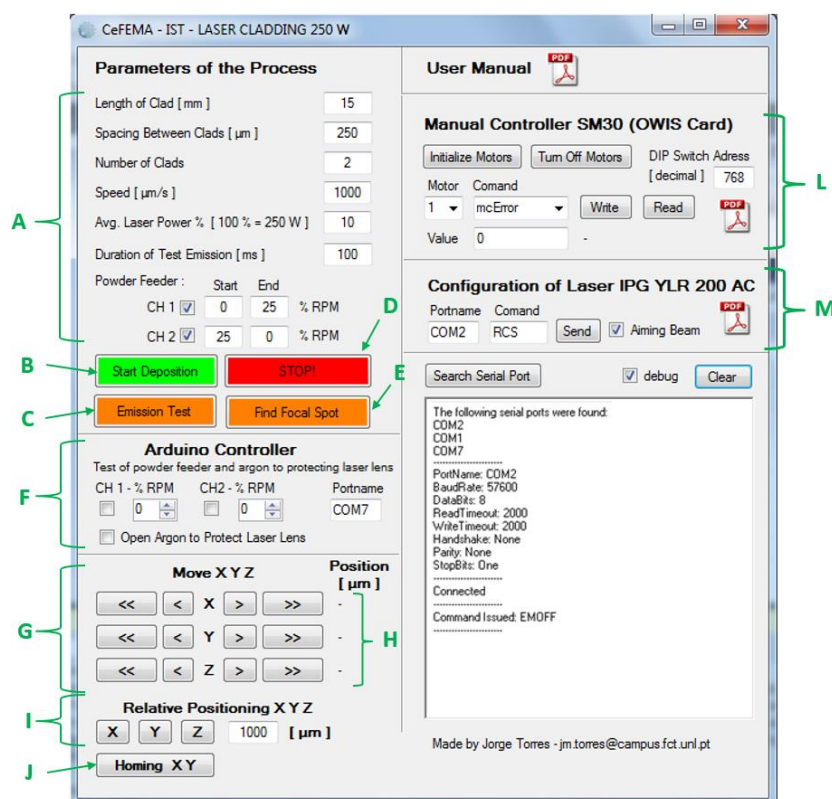 CeFEMA - IST - LASER CLADDING 250 W
Parameters of the Process
A
Length of Clad [ mm ] 15
Spacing Between Clads [ µm ] 250
Number of Clads 2
Speed [ µm/s ] 1000
Avg. Laser Power % [ 100 % = 250 W ] 10
Duration of Test Emission [ ms ] 100
Powder Feeder : Start End
CH 1 0 25 % RPM
CH 2 25 0 % RPM
D
B Start Deposition STOP!
E
C Emission Test Find Focal Spot
F
Arduino Controller
Test of powder feeder and argon to protecting laser lens
CH 1 - % RPM CH2 - % RPM Portname
0 0 COM7
Open Argon to Protect Laser Lens
G
Move X Y Z Position
[ µm ]
<< < X > >> -
<< < Y > >> - H
<< < Z > >> -
I
Relative Positioning X Y Z
X Y Z 1000 [ µm ]
J Homing X Y
User Manual PDF
Manual Controller SM30 (OWIS Card)
L
Initialize Motors Turn Off Motors DIP Switch Adress
[ decimal ] 768
Motor Comand
1 mcError Write Read PDF
Value 0 -
Configuration of Laser IPG YLR 200 AC
M
Portname Comand
COM2 RCS Send Aiming Beam PDF
Search Serial Port debug Clear
The following serial ports were found:
COM2
COM1
COM7
------------------------
PortName: COM2
BaudRate: 57600
DataBits: 8
ReadTimeout: 2000
WriteTimeout: 2000
Handshake: None
Parity: None
StopBits: One
------------------------
Connected
------------------------
Command Issued: EMOFF
------------------------
Made by Jorge Torres - jm.torres@campus.fct.unl.pt